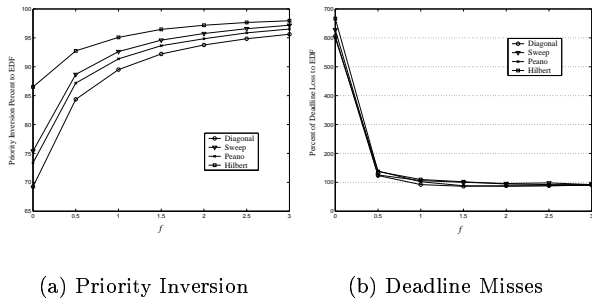 Priority Inversion Percent to EDF
100
95
90
85
80
75
70
65
0
0.5
1
1.5
2
2.5
3
f
Diagonal
Sweep
Peano
Hilbert
(a) Priority Inversion
Percent of Deadline Loss to EDF
700
600
500
400
300
200
100
0
0
0.5
1
1.5
2
2.5
3
f
Diagonal
Sweep
Peano
Hilbert
(b) Deadline Misses